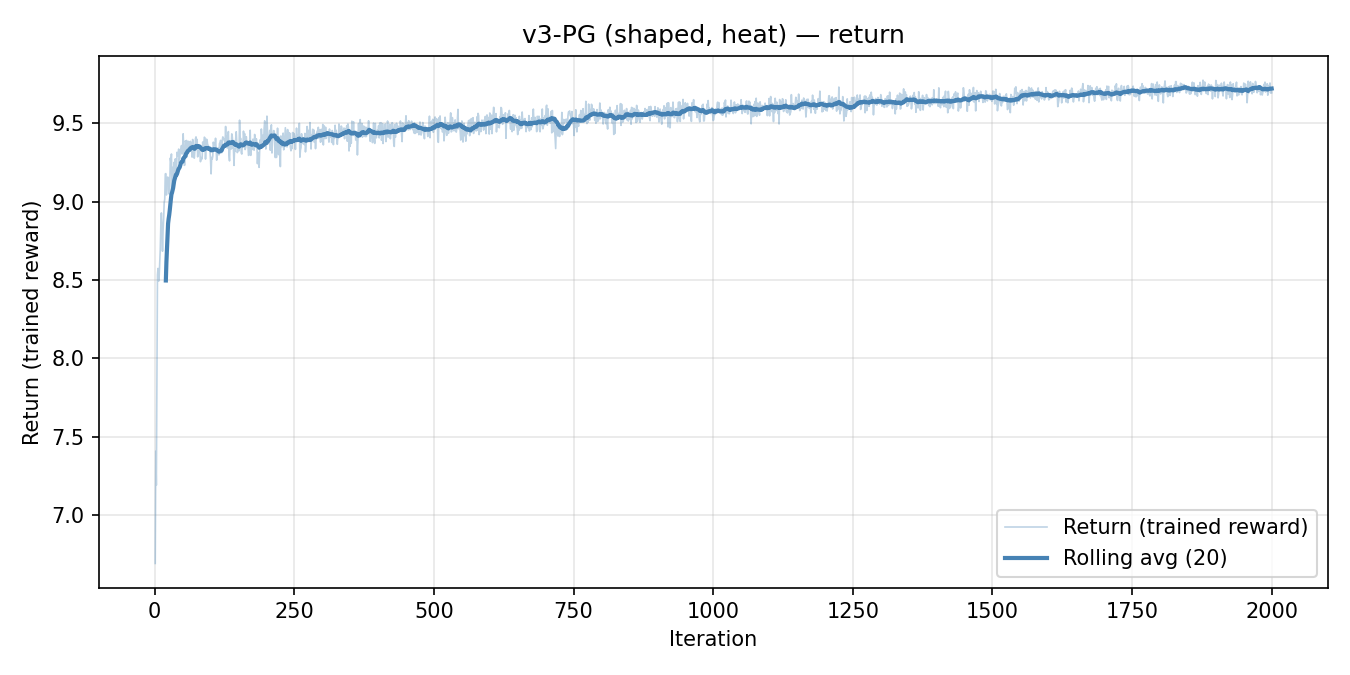 v3-PG (shaped, heat) — return
Return (trained reward)
9.5
9.0
8.5
8.0
7.5
7.0
0 250 500 750 1000 1250 1500 1750 2000
Iteration
Return (trained reward)
Rolling avg (20)